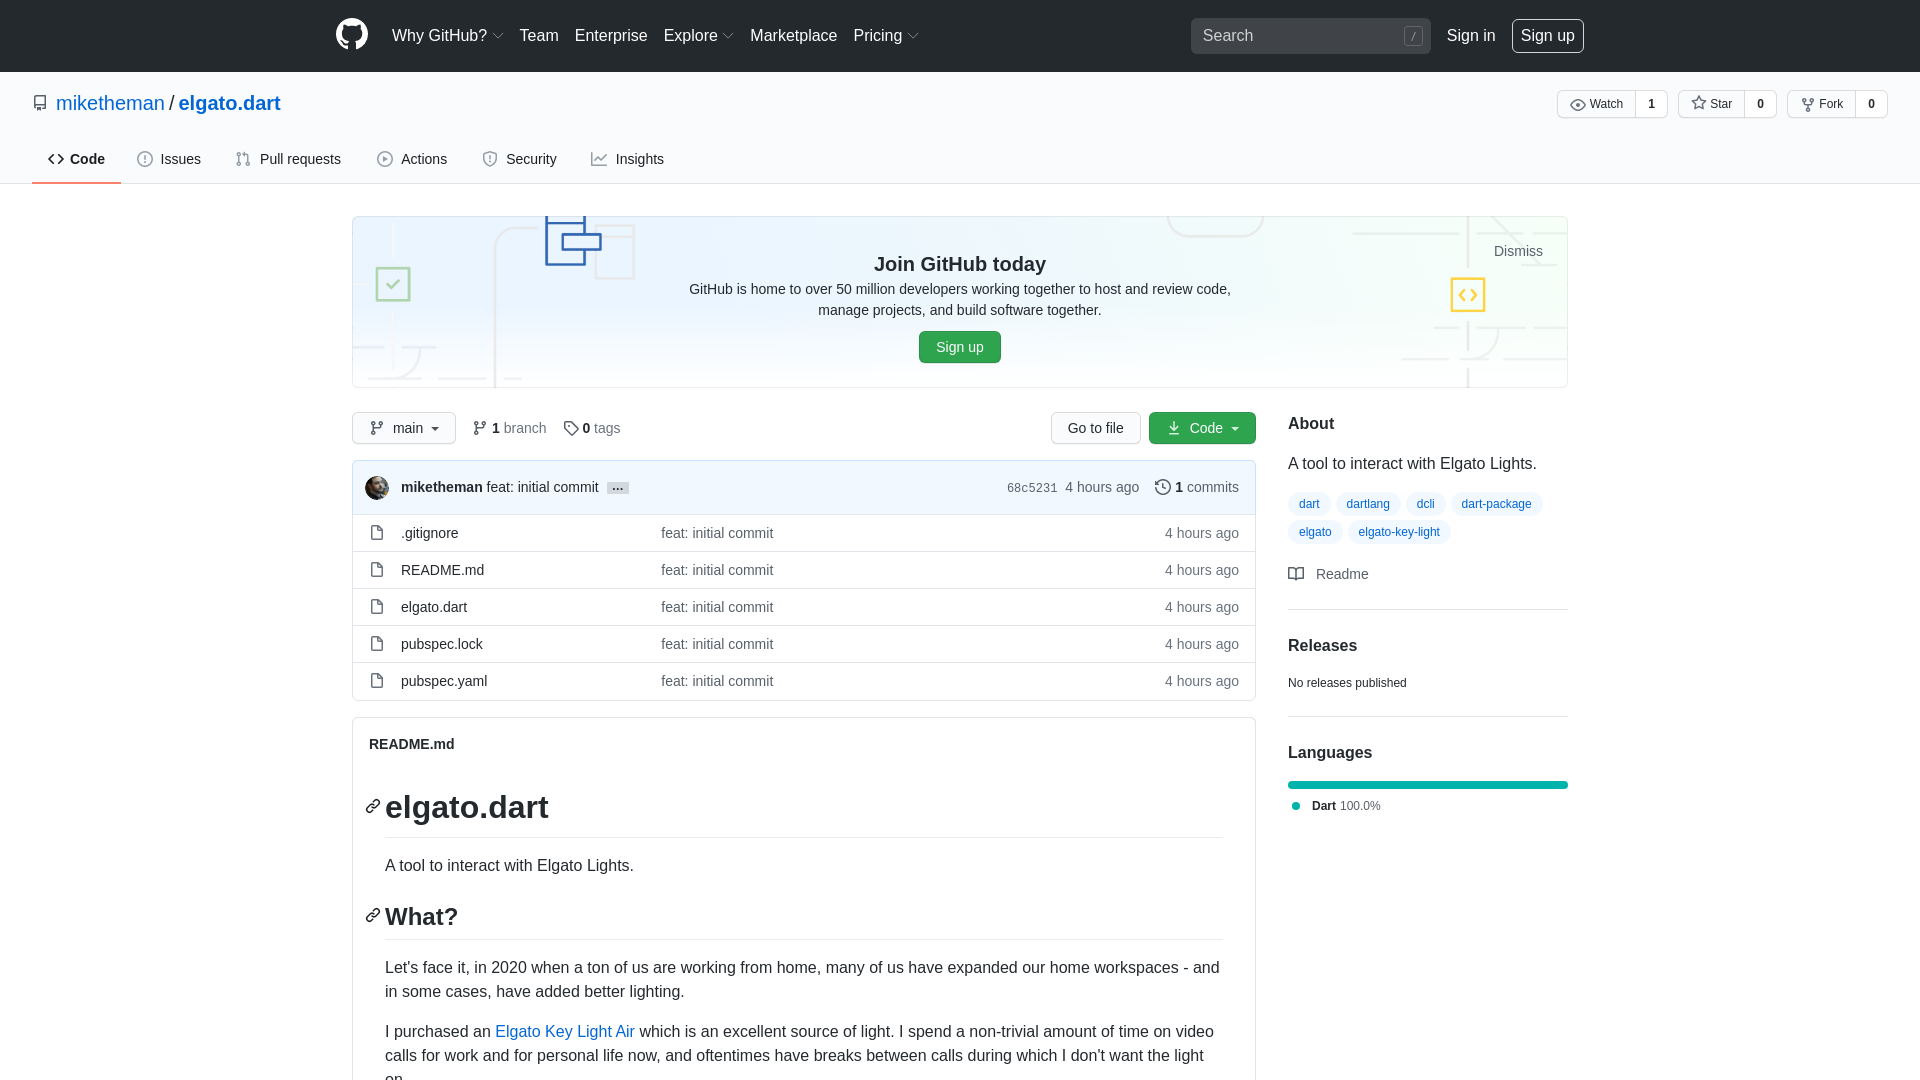 Why GitHub? Team Enterprise Explore Marketplace Pricing Search / Sign in Sign up
miketheman / elgato.dart Watch 1 Star 0 Fork 0
Code Issues Pull requests Actions Security Insights
Dismiss
Join GitHub today
GitHub is home to over 50 million developers working together to host and review code,
manage projects, and build software together.
Sign up
main 1 branch 0 tags Go to file Code
miketheman feat: initial commit … 68c5231 4 hours ago 1 commits
.gitignore feat: initial commit 4 hours ago
README.md feat: initial commit 4 hours ago
elgato.dart feat: initial commit 4 hours ago
pubspec.lock feat: initial commit 4 hours ago
pubspec.yaml feat: initial commit 4 hours ago
README.md
elgato.dart
A tool to interact with Elgato Lights.
What?
Let's face it, in 2020 when a ton of us are working from home, many of us have expanded our home workspaces - and
in some cases, have added better lighting.
I purchased an Elgato Key Light Air which is an excellent source of light. I spend a non-trivial amount of time on video
calls for work and for personal life now, and oftentimes have breaks between calls during which I don't want the light
on.
About
A tool to interact with Elgato Lights.
dart dartlang dcli dart-package
elgato elgato-key-light
Readme
Releases
No releases published
Languages
Dart 100.0%